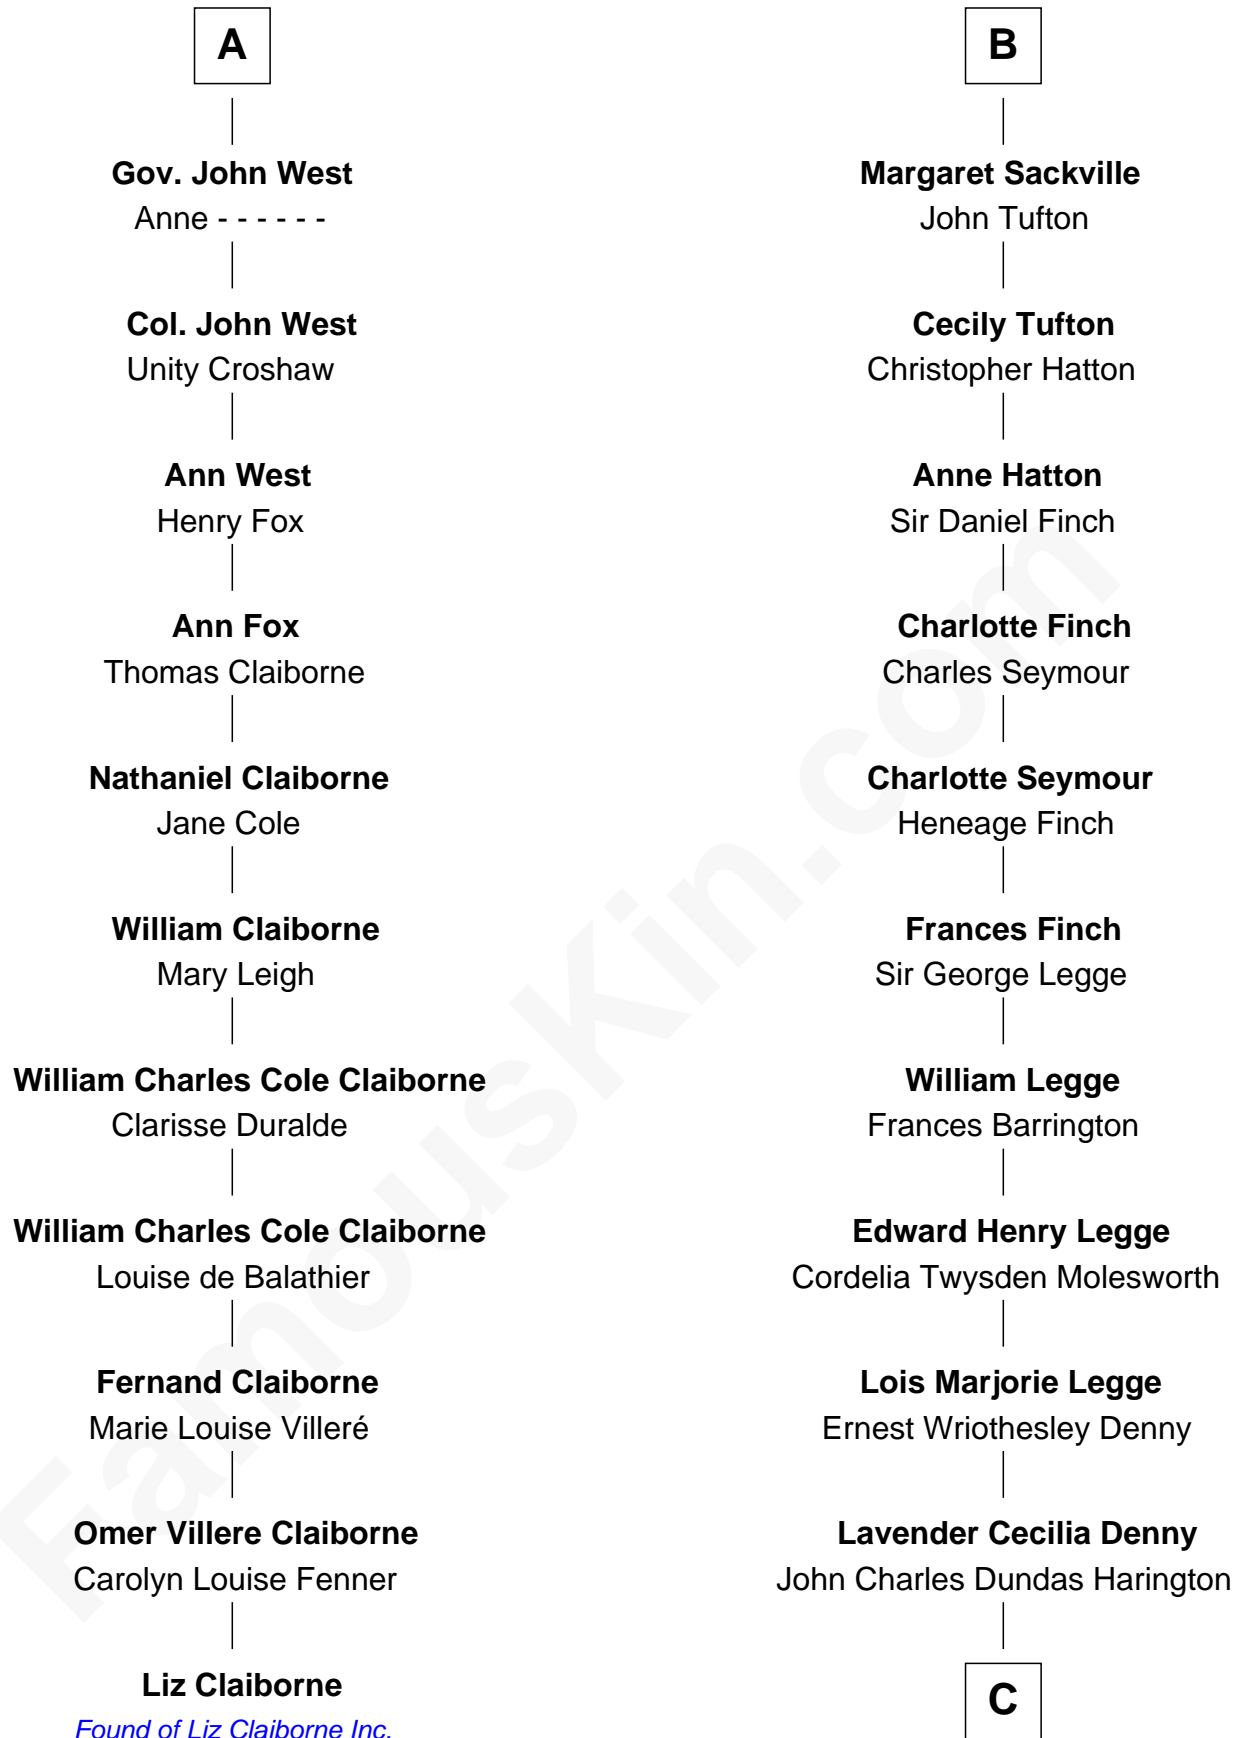 A
Gov. John West
Anne - - - - - -
Col. John West
Unity Croshaw
Ann West
Henry Fox
Ann Fox
Thomas Claiborne
Nathaniel Claiborne
Jane Cole
William Claiborne
Mary Leigh
William Charles Cole Claiborne
Clarisse Duralde
William Charles Cole Claiborne
Louise de Balathier
Fernand Claiborne
Marie Louise Villeré
Omer Villere Claiborne
Carolyn Louise Fenner
Liz Claiborne
Found of Liz Claiborne Inc.
B
Margaret Sackville
John Tufton
Cecily Tufton
Christopher Hatton
Anne Hatton
Sir Daniel Finch
Charlotte Finch
Charles Seymour
Charlotte Seymour
Heneage Finch
Frances Finch
Sir George Legge
William Legge
Frances Barrington
Edward Henry Legge
Cordelia Twysden Molesworth
Lois Marjorie Legge
Ernest Wriothesley Denny
Lavender Cecilia Denny
John Charles Dundas Harington
C
FamousKin.com